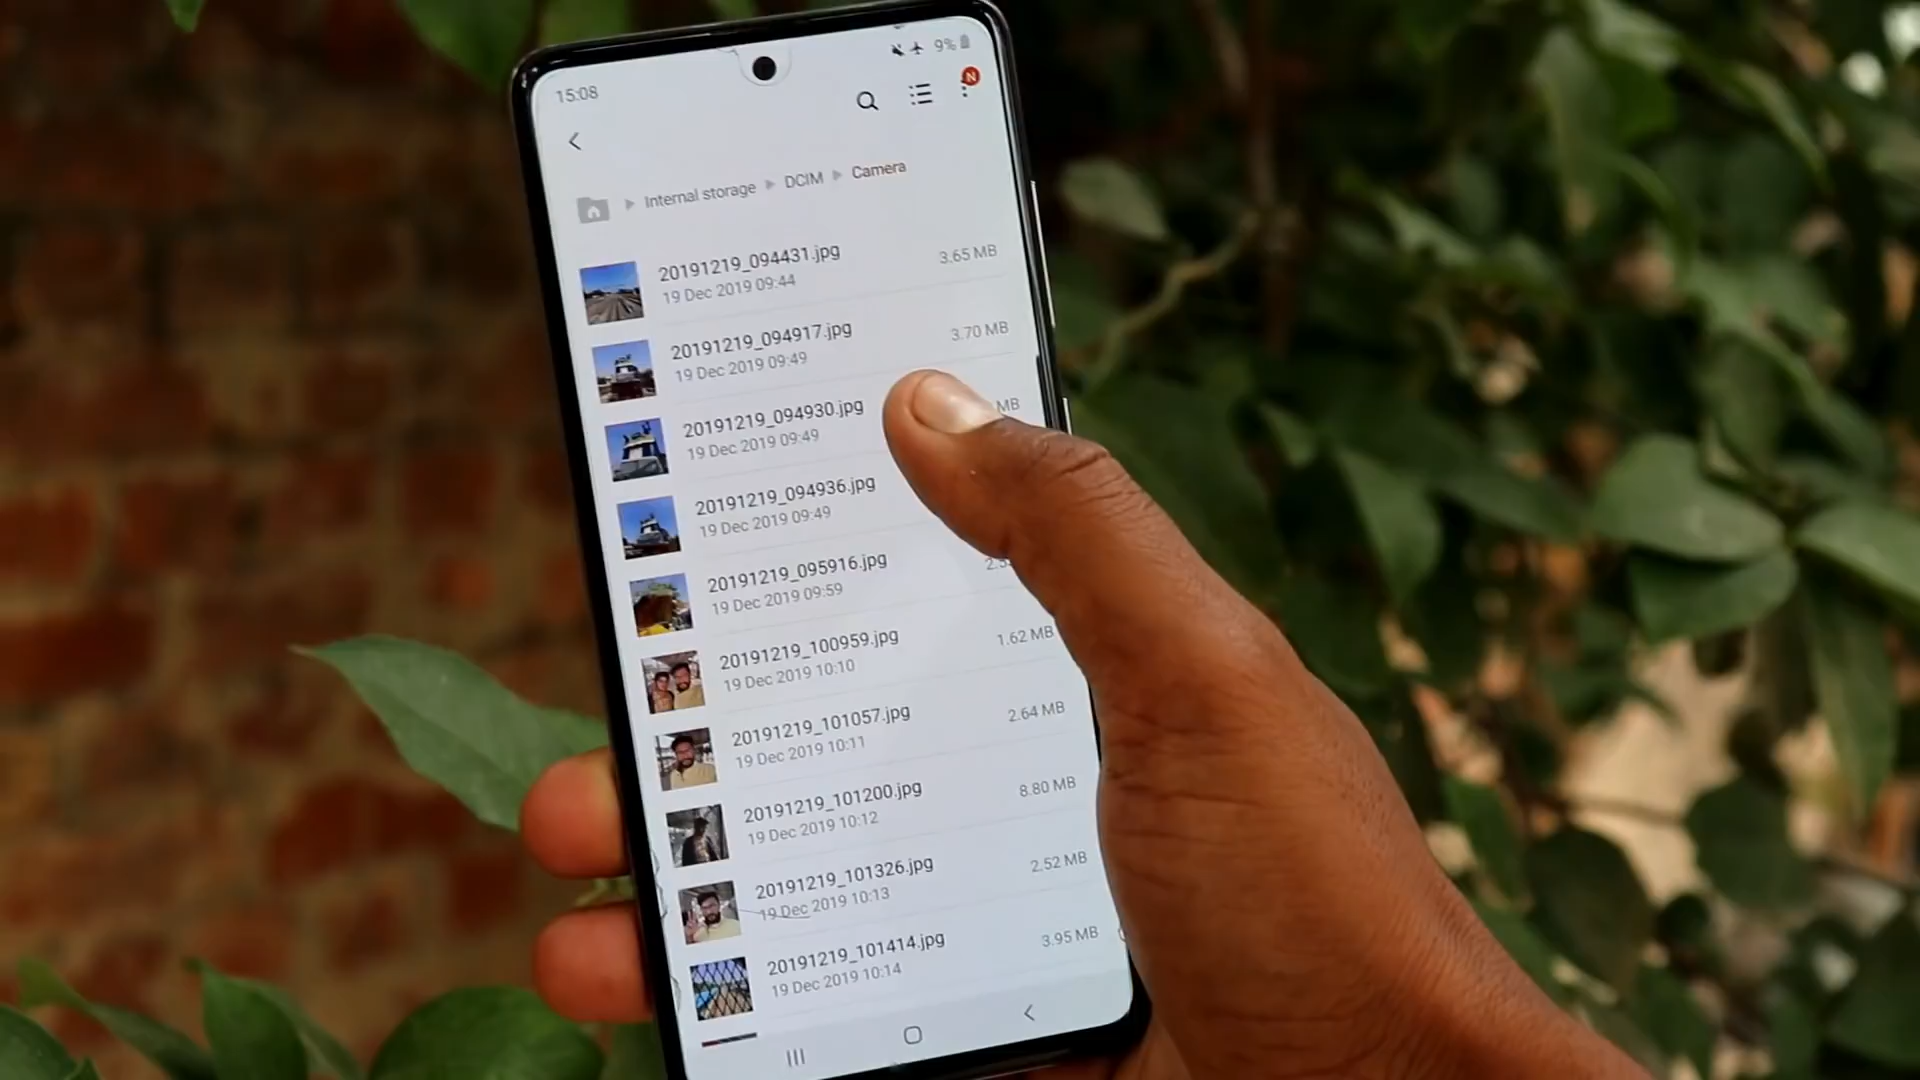 15:08
9%
N
Internal storage DCIM Camera
20191219_094431.jpg
19 Dec 2019 09:44
3.65 MB
20191219_094917.jpg
19 Dec 2019 09:49
3.70 MB
20191219_094930.jpg
19 Dec 2019 09:49
MB
20191219_094936.jpg
19 Dec 2019 09:49
20191219_095916.jpg
19 Dec 2019 09:59
20191219_100959.jpg
19 Dec 2019 10:10
1.62 MB
20191219_101057.jpg
19 Dec 2019 10:11
2.64 MB
20191219_101200.jpg
19 Dec 2019 10:12
8.80 MB
20191219_101326.jpg
19 Dec 2019 10:13
2.52 MB
20191219_101414.jpg
19 Dec 2019 10:14
3.95 MB